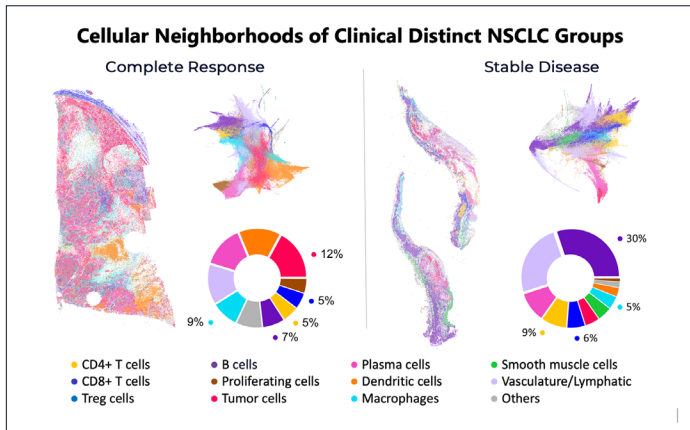 Cellular Neighborhoods of Clinical Distinct NSCLC Groups
Complete Response
Stable Disease
12%
5%
5%
7%
9%
30%
5%
6%
9%
CD4+ T cells
B cells
Plasma cells
Smooth muscle cells
CD8+ T cells
Proliferating cells
Dendritic cells
Vasculature/Lymphatic
Treg cells
Tumor cells
Macrophages
Others